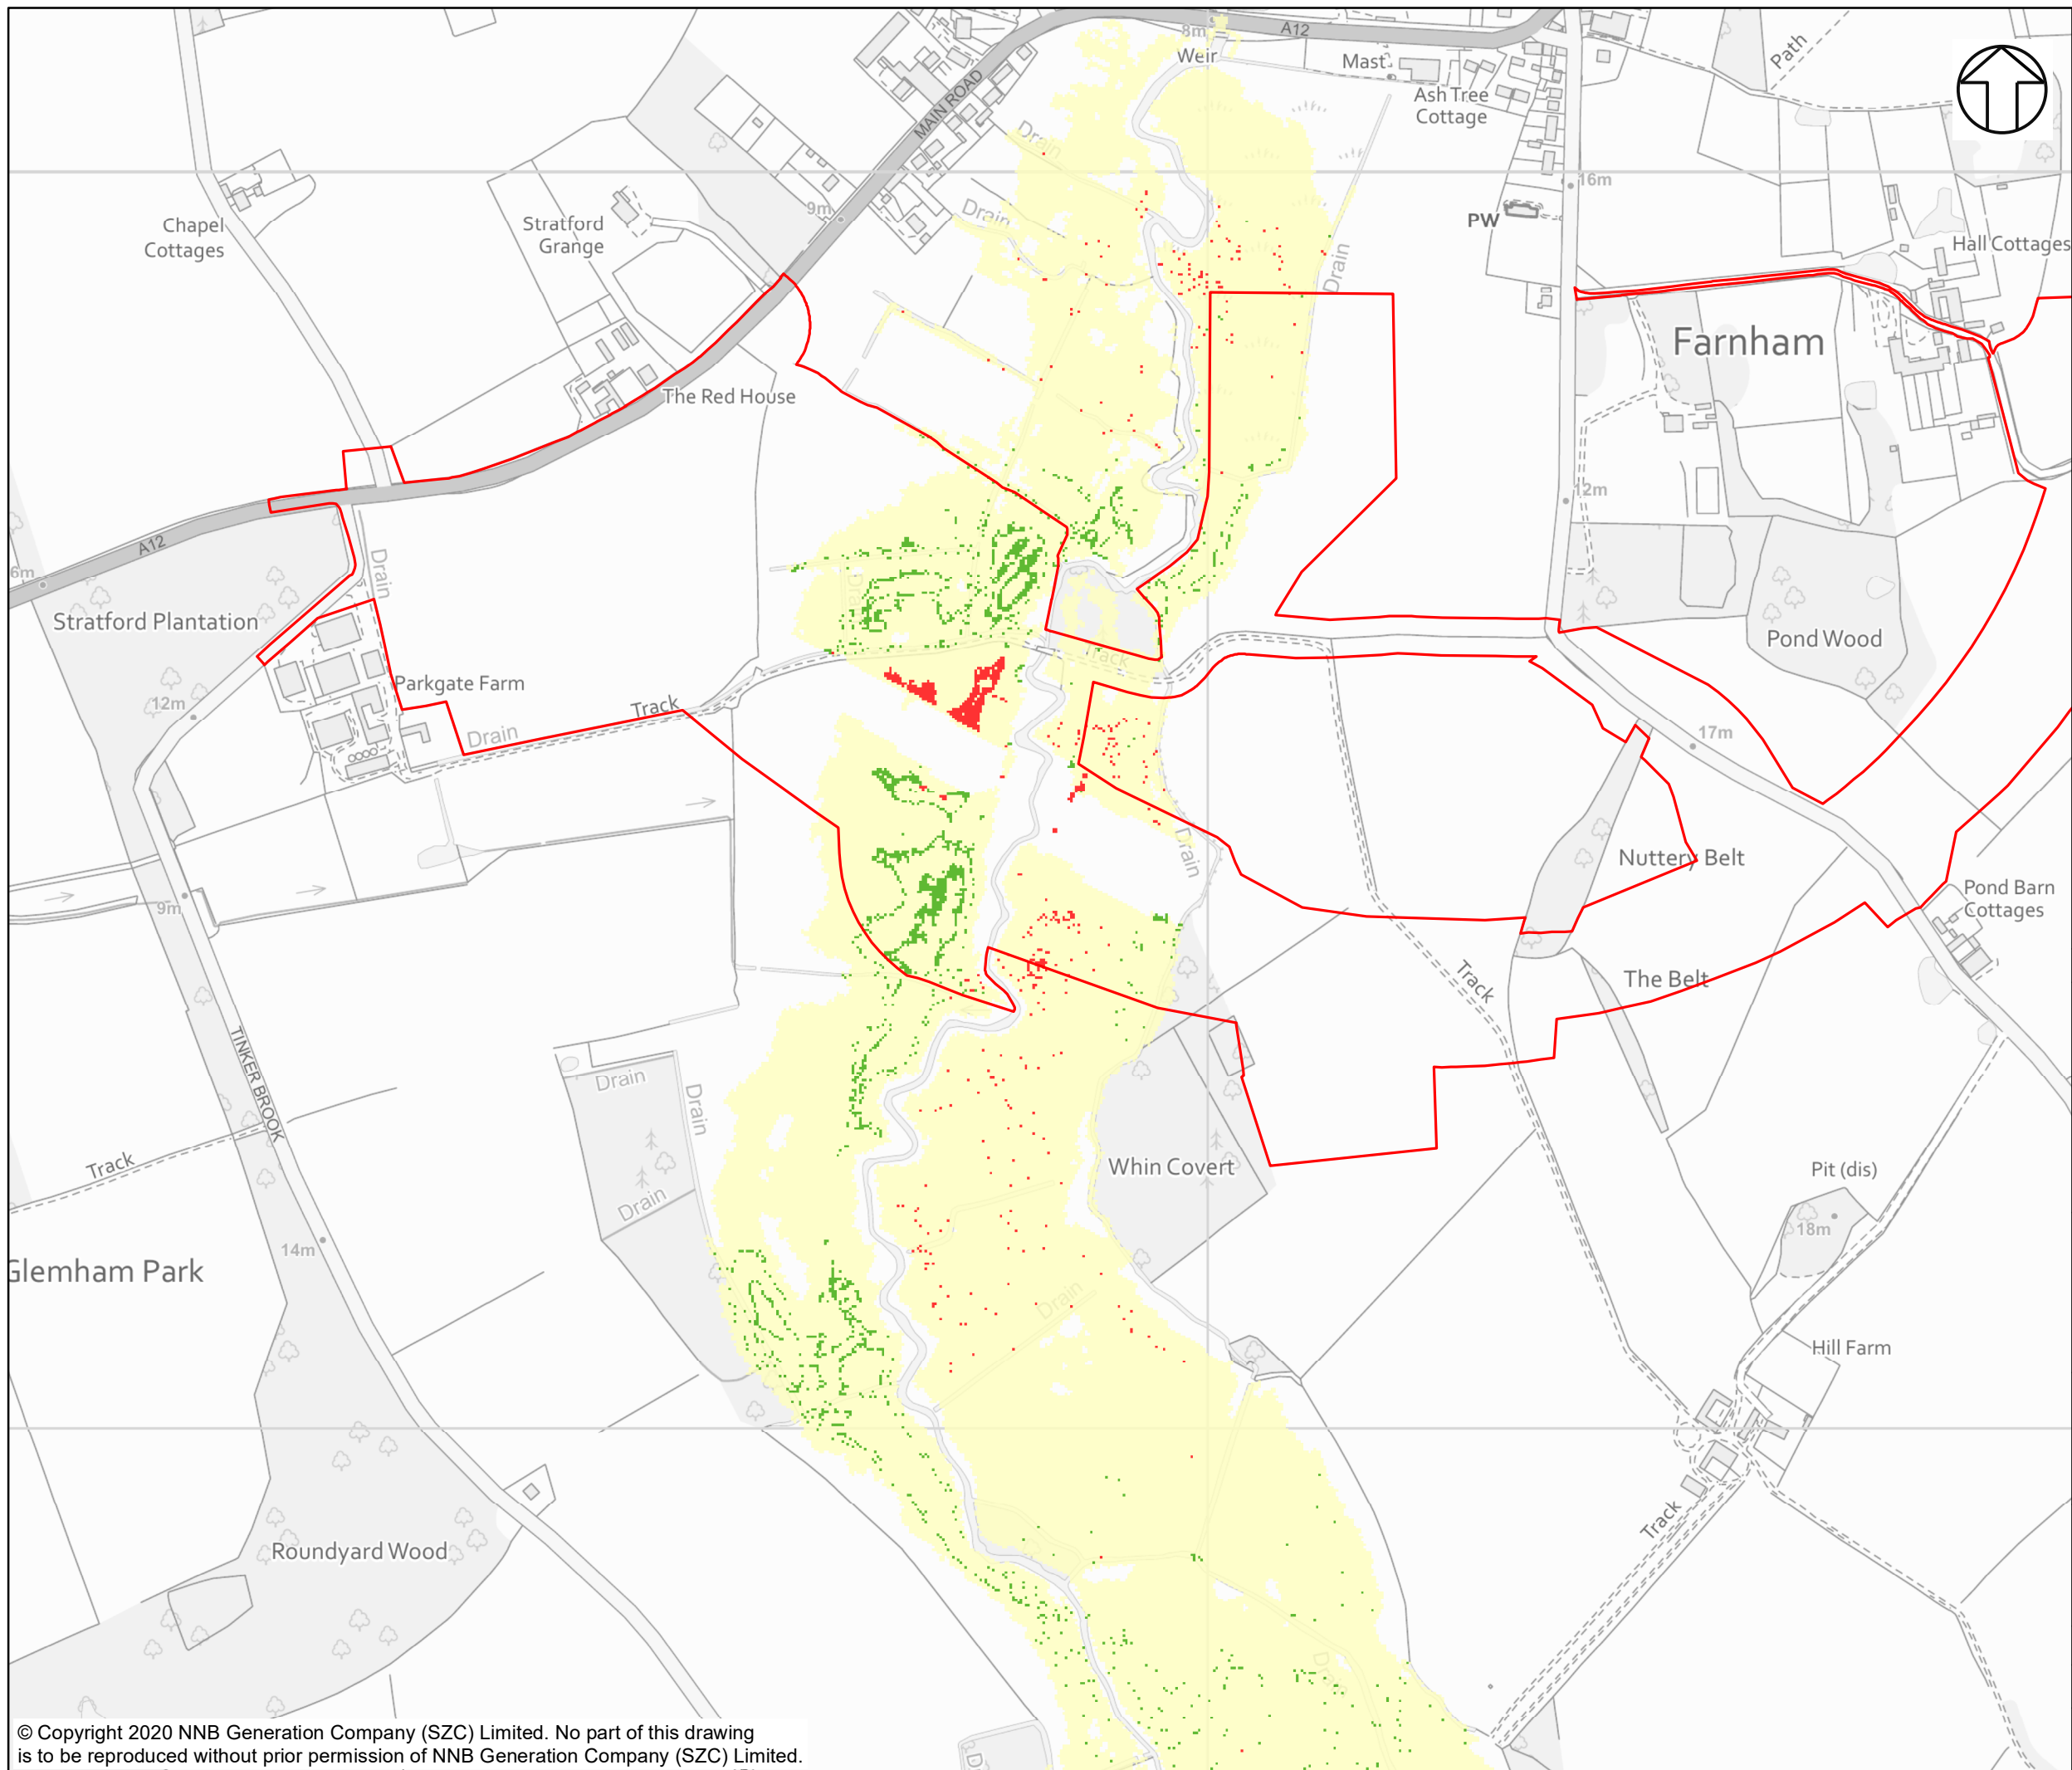 8m
A12
Weir
Mast
Path
Ash Tree
Cottage
MAIN ROAD
Drain
16m
Chapel
Cottages
Stratford
Grange
9m
Drain
PW
Hall Cottages
Drain
Farnham
The Red House
12m
A12
6m
Drain
Stratford Plantation
Pond Wood
Track
Parkgate Farm
12m
Track
Drain
17m
Drain
Nuttery Belt
9m
Pond Barn
Cottages
Track
The Belt
TINKER BROOK
Drain
Drain
Track
Whin Covert
Pit (dis)
Drain
18m
14m
Glemham Park
Drain
Hill Farm
Track
Roundyard Wood
Drain
© Copyright 2020 NNB Generation Company (SZC) Limited. No part of this drawing
is to be reproduced without prior permission of NNB Generation Company (SZC) Limited.